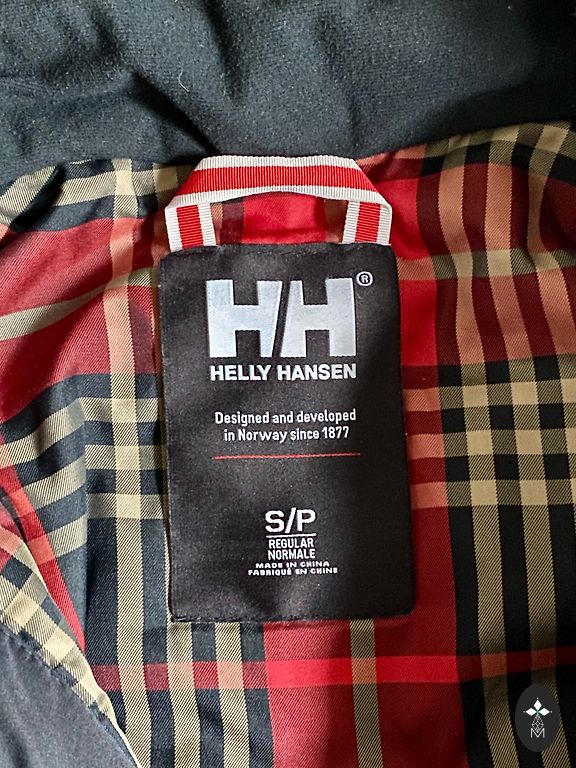 HH®
HELLY HANSEN
Designed and developed
in Norway since 1877
S/P
REGULAR
NORMALE
MADE IN CHINA
FABRIQUÉ EN CHINE
M